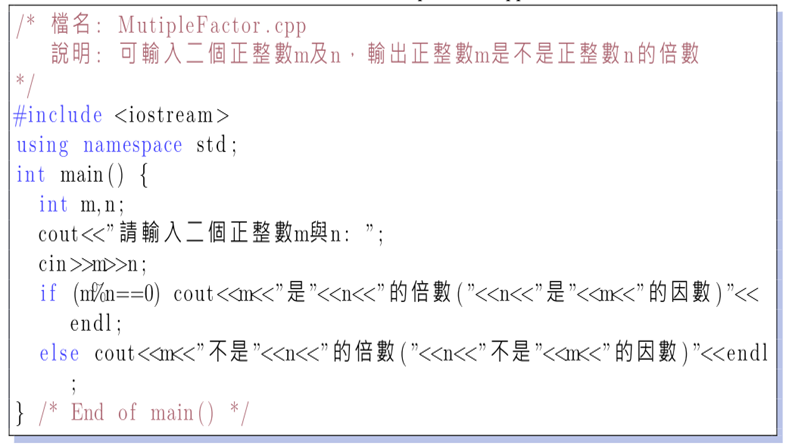 /* 檔名: MutipleFactor.cpp
說明: 可輸入二個正整數m及n，輸出正整數m是不是正整數n的倍數
*/
#include <iostream>
using namespace std;
int main() {
int m,n;
cout<<"請輸入二個正整數m與n: ";
cin>>m>>n;
if (m%n==0) cout<<m<<"是"<<n<<"的倍數("<<n<<"是"<<m<<"的因數)"<<
endl;
else cout<<m<<"不是"<<n<<"的倍數("<<n<<"不是"<<m<<"的因數)"<<endl
;
} /* End of main() */